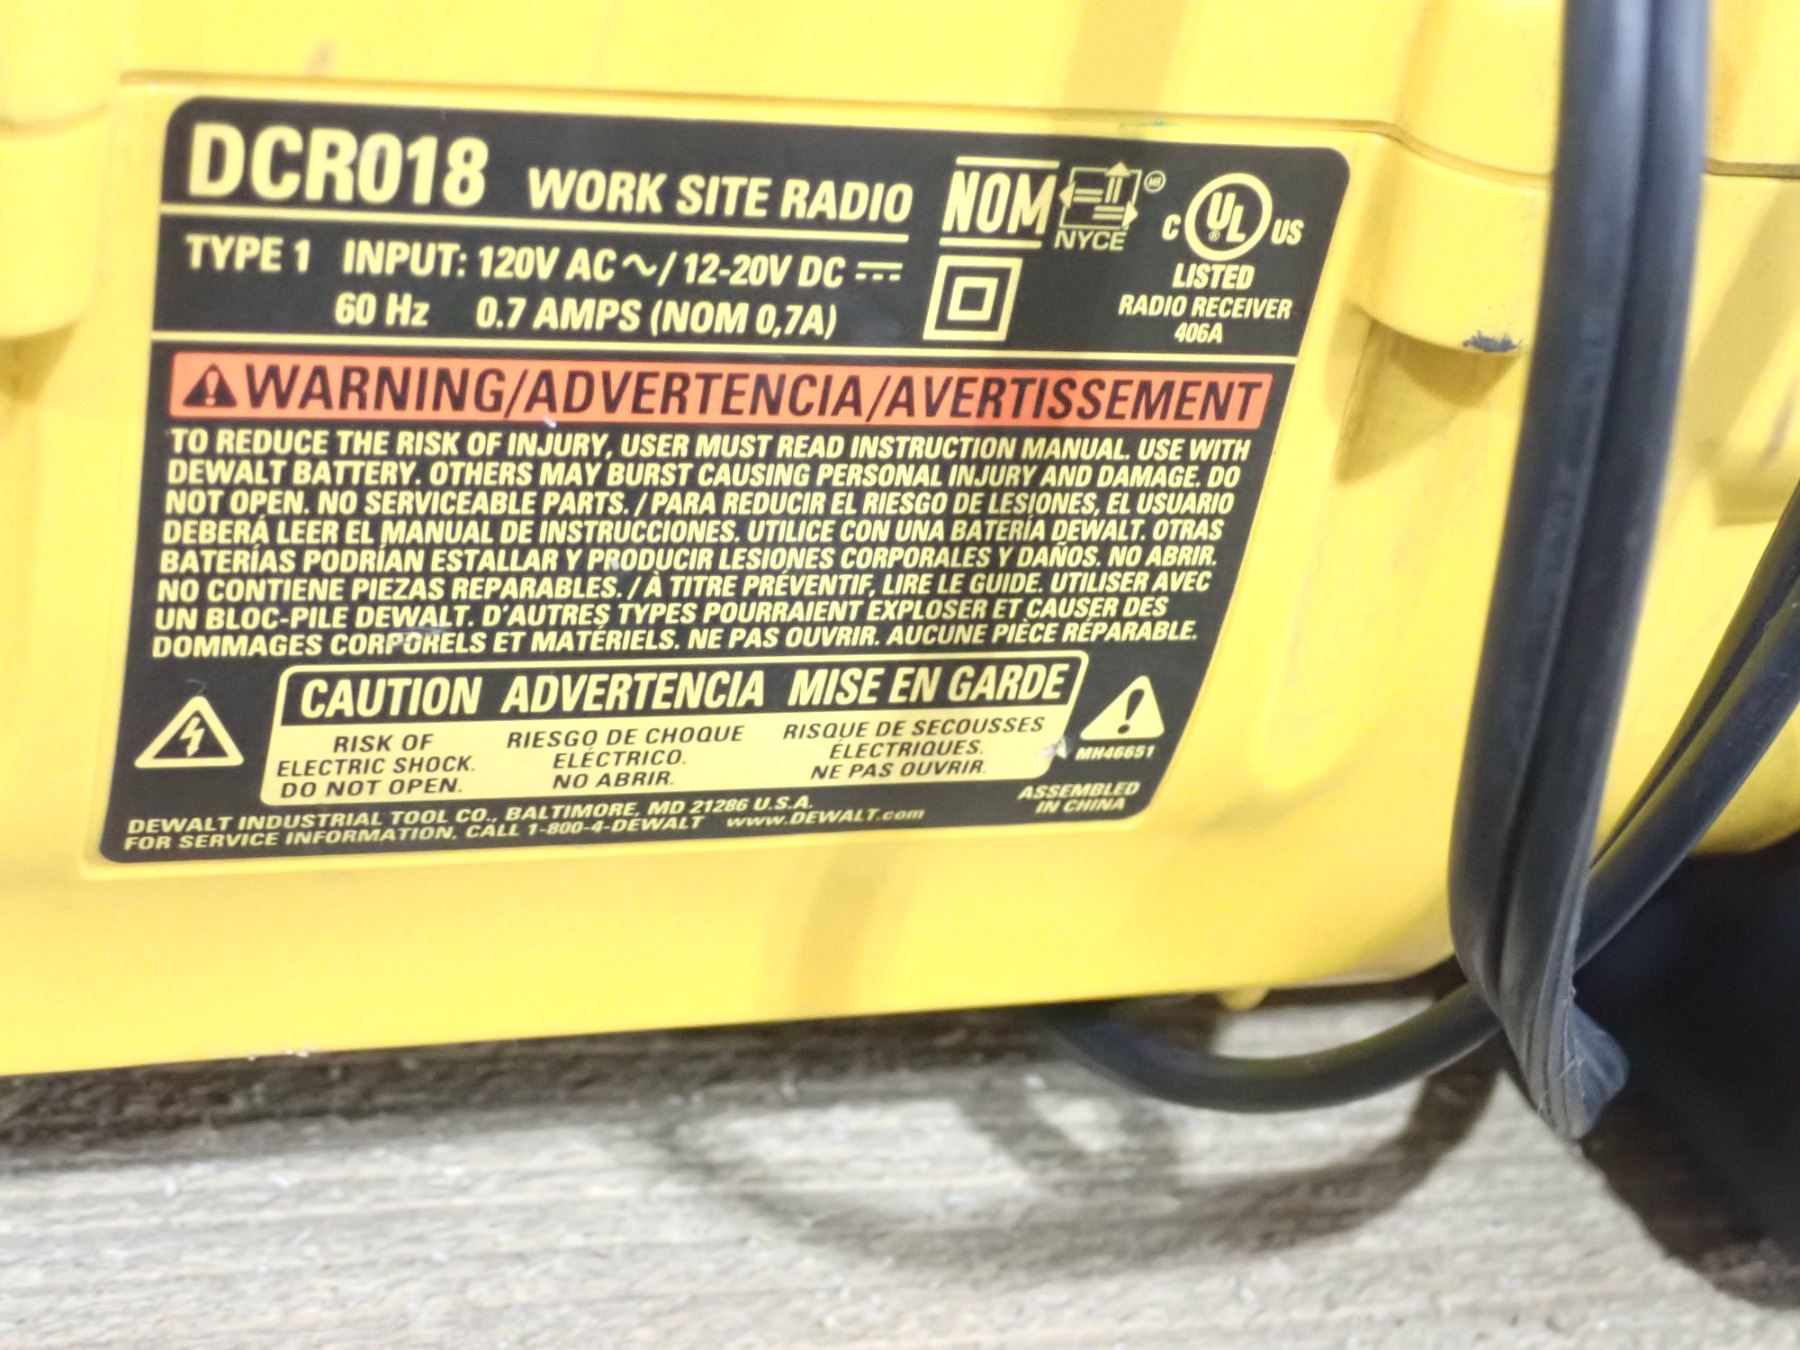 DCR018 WORK SITE RADIO
NOM NYCE MR
C UL ® US
LISTED
RADIO RECEIVER
406A
TYPE 1 INPUT: 120V AC ~/ 12-20V DC ⎓
60 Hz 0.7 AMPS (NOM 0,7A)
⚠WARNING/ADVERTENCIA/AVERTISSEMENT
TO REDUCE THE RISK OF INJURY, USER MUST READ INSTRUCTION MANUAL. USE WITH
DEWALT BATTERY. OTHERS MAY BURST CAUSING PERSONAL INJURY AND DAMAGE. DO
NOT OPEN. NO SERVICEABLE PARTS. / PARA REDUCIR EL RIESGO DE LESIONES, EL USUARIO
DEBERÁ LEER EL MANUAL DE INSTRUCCIONES. UTILICE CON UNA BATERÍA DEWALT. OTRAS
BATERÍAS PODRÍAN ESTALLAR Y PRODUCIR LESIONES CORPORALES Y DAÑOS. NO ABRIR.
NO CONTIENE PIEZAS REPARABLES. / À TITRE PRÉVENTIF, LIRE LE GUIDE. UTILISER AVEC
UN BLOC-PILE DEWALT. D'AUTRES TYPES POURRAIENT EXPLOSER ET CAUSER DES
DOMMAGES CORPORELS ET MATÉRIELS. NE PAS OUVRIR. AUCUNE PIÈCE RÉPARABLE.
CAUTION ADVERTENCIA MISE EN GARDE
RISK OF
ELECTRIC SHOCK.
DO NOT OPEN.
RIESGO DE CHOQUE
ELÉCTRICO.
NO ABRIR.
RISQUE DE SECOUSSES
ÉLECTRIQUES.
NE PAS OUVRIR.
MH46651
DEWALT INDUSTRIAL TOOL CO., BALTIMORE, MD 21286 U.S.A.
FOR SERVICE INFORMATION, CALL 1-800-4-DEWALT www.DEWALT.com
ASSEMBLED
IN CHINA